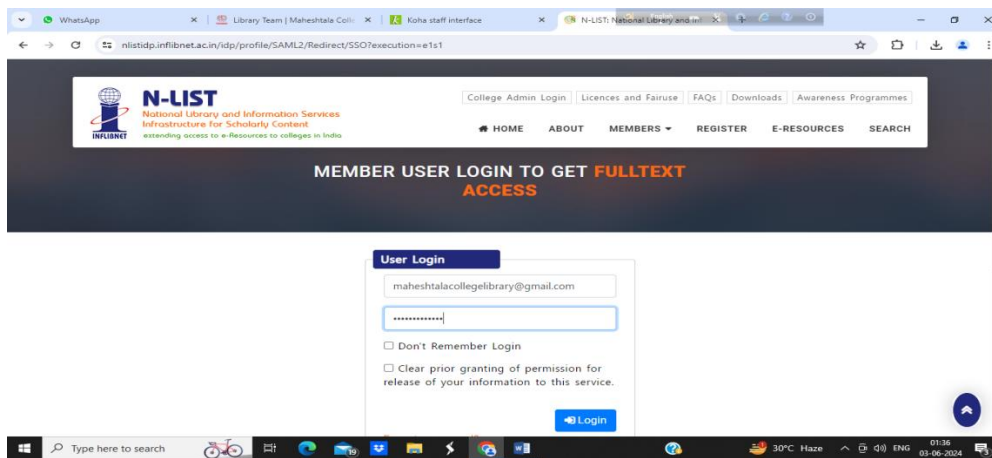 WhatsApp
Library Team | Maheshtala Coll
Koha staff interface
N-LIST: National Library and In
nlistidp.inflibnet.ac.in/idp/profile/SAML2/Redirect/SSO?execution=e1s1
INFLIBNET
N-LIST
National Library and Information Services
Infrastructure for Scholarly Content
extending access to e-Resources to colleges in India
College Admin Login
Licences and Fairuse
FAQs
Downloads
Awareness Programmes
HOME
ABOUT
MEMBERS
REGISTER
E-RESOURCES
SEARCH
MEMBER USER LOGIN TO GET FULLTEXT
ACCESS
User Login
maheshtalacollegelibrary@gmail.com
Don't Remember Login
Clear prior granting of permission for
release of your information to this service.
Login
Type here to search
19
30°C Haze
ENG
01:36
03-06-2024